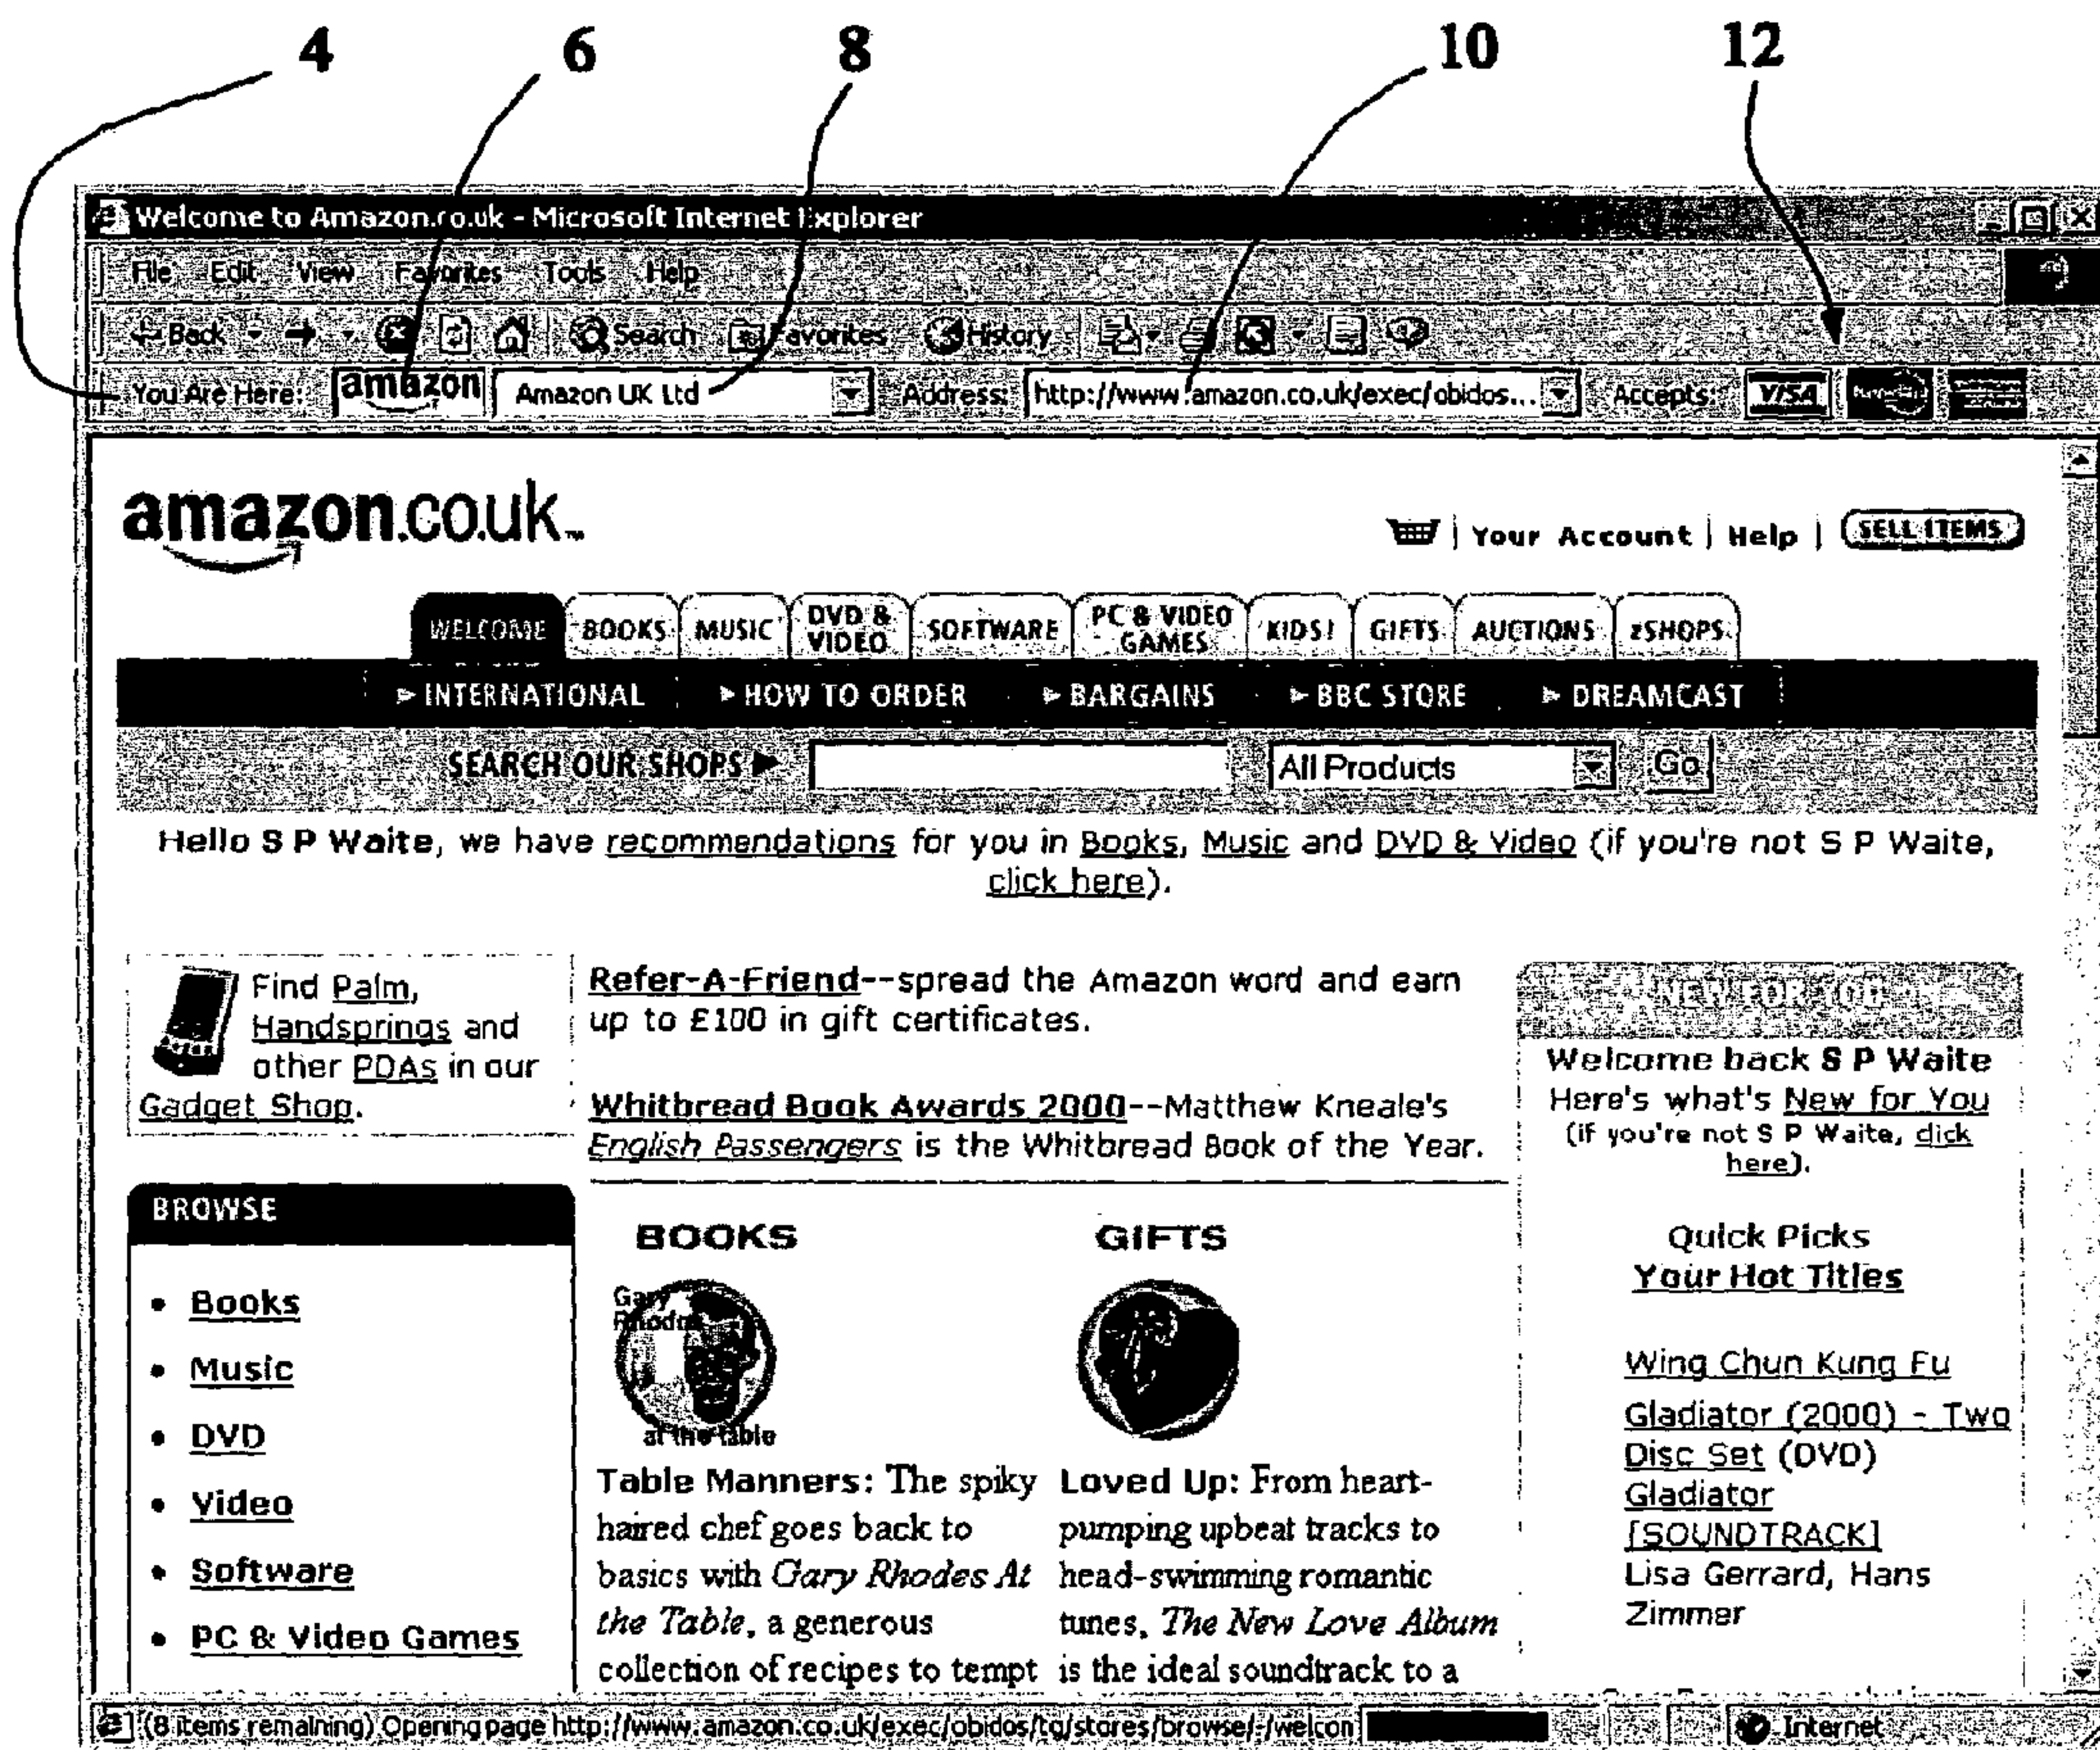 4 6 8 10 12
Welcome to Amazon.co.uk - Microsoft Internet Explorer
File Edit View Favorites Tools Help
Back Search Favorites History
You Are Here: amazon Amazon UK Ltd Address: http://www.amazon.co.uk/exec/obidos... Accepts: VISA
amazon.co.uk™
Your Account | Help | SELL ITEMS
WELCOME BOOKS MUSIC DVD & VIDEO SOFTWARE PC & VIDEO GAMES KIDS! GIFTS AUCTIONS zSHOPS
INTERNATIONAL HOW TO ORDER BARGAINS BBC STORE DREAMCAST
SEARCH OUR SHOPS All Products Go
Hello S P Waite, we have recommendations for you in Books, Music and DVD & Video (if you're not S P Waite,
click here).
Find Palm,
Handsprings and
other PDAs in our
Gadget Shop.
Refer-A-Friend--spread the Amazon word and earn
up to £100 in gift certificates.
Whitbread Book Awards 2000--Matthew Kneale's
English Passengers is the Whitbread Book of the Year.
NEW FOR YOU
Welcome back S P Waite
Here's what's New for You
(if you're not S P Waite, click
here).
Quick Picks
Your Hot Titles
Wing Chun Kung Fu
Gladiator (2000) - Two
Disc Set (DVD)
Gladiator
[SOUNDTRACK]
Lisa Gerrard, Hans
Zimmer
BROWSE
• Books
• Music
• DVD
• Video
• Software
• PC & Video Games
BOOKS
Gary
Rhodes
at the table
Table Manners: The spiky
haired chef goes back to
basics with Gary Rhodes At
the Table, a generous
collection of recipes to tempt
GIFTS
Loved Up: From heart-
pumping upbeat tracks to
head-swimming romantic
tunes, The New Love Album
is the ideal soundtrack to a
(8 items remaining) Opening page http://www.amazon.co.uk/exec/obidos/tg/stores/browse/-/welcon Internet